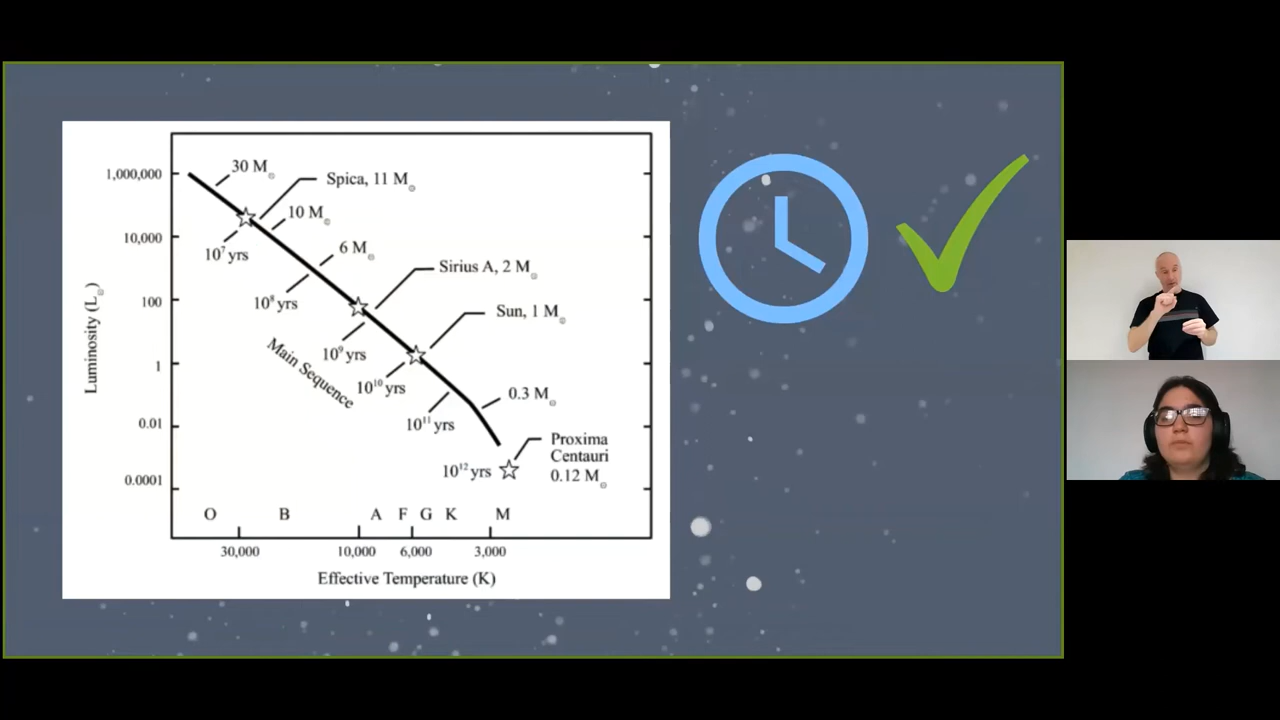 1,000,000
10,000
100
1
0.01
0.0001
Luminosity (L☉)
30 M☉
Spica, 11 M☉
10 M☉
10⁷ yrs
6 M☉
Sirius A, 2 M☉
10⁸ yrs
Sun, 1 M☉
10⁹ yrs
Main Sequence
10¹⁰ yrs
0.3 M☉
10¹¹ yrs
Proxima
Centauri
0.12 M☉
10¹² yrs
O B A F G K M
30,000 10,000 6,000 3,000
Effective Temperature (K)